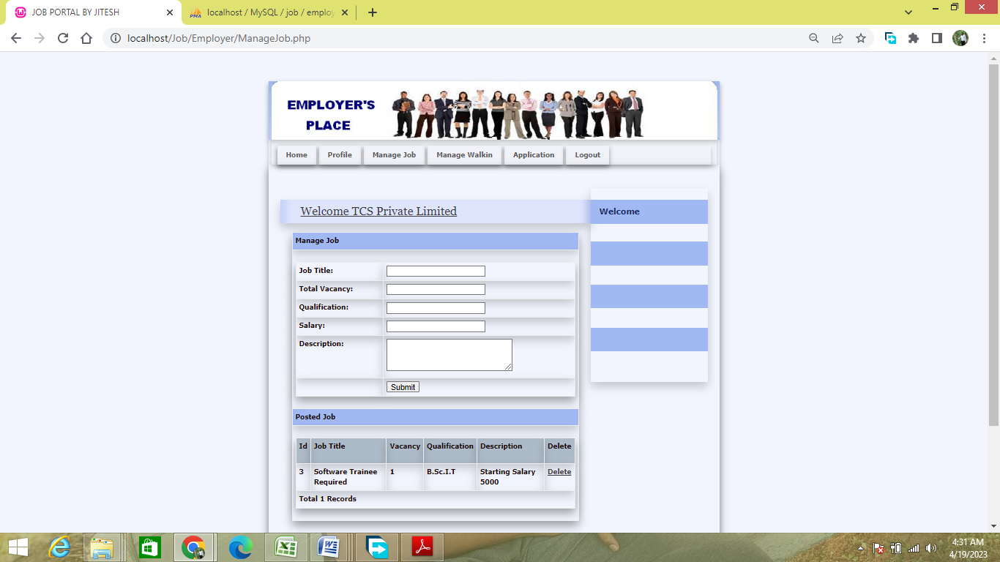 JOB PORTAL BY JITESH
localhost / MySQL / job / employ
localhost/Job/Employer/ManageJob.php
EMPLOYER'S
PLACE
Home Profile Manage Job Manage Walkin Application Logout
Welcome TCS Private Limited
Welcome
Manage Job
Job Title:
Total Vacancy:
Qualification:
Salary:
Description:
Submit
Posted Job
Id Job Title Vacancy Qualification Description Delete
3 Software Trainee Required 1 B.Sc.I.T Starting Salary 5000 Delete
Total 1 Records
4:31 AM
4/19/2023